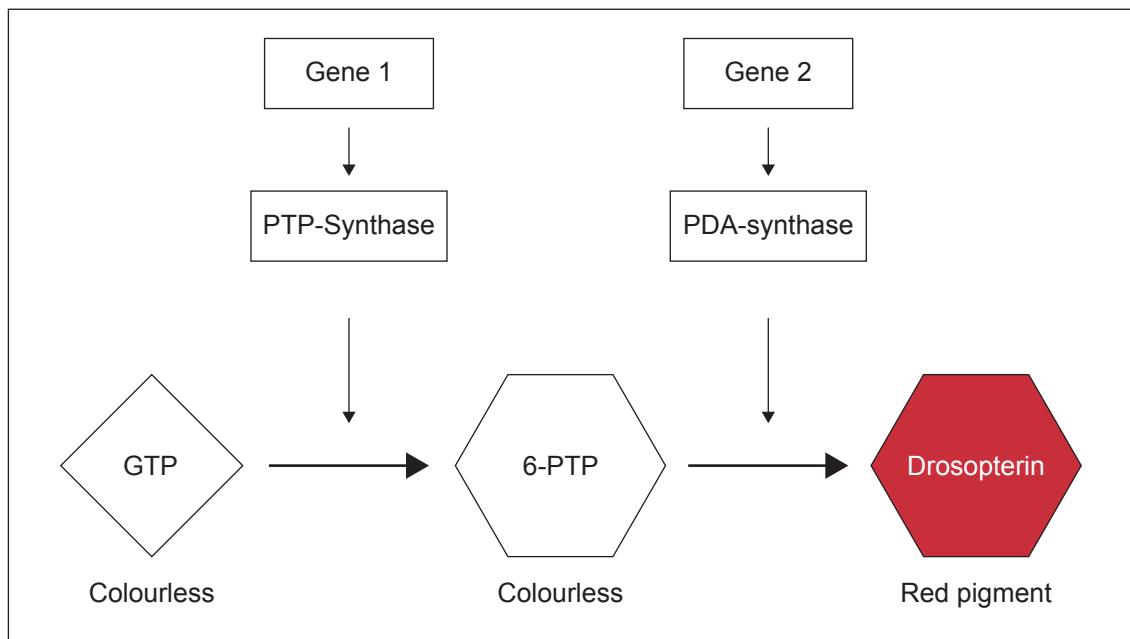 Gene 1
Gene 2
PTP-Synthase
PDA-synthase
GTP
6-PTP
Drosopterin
Colourless
Colourless
Red pigment